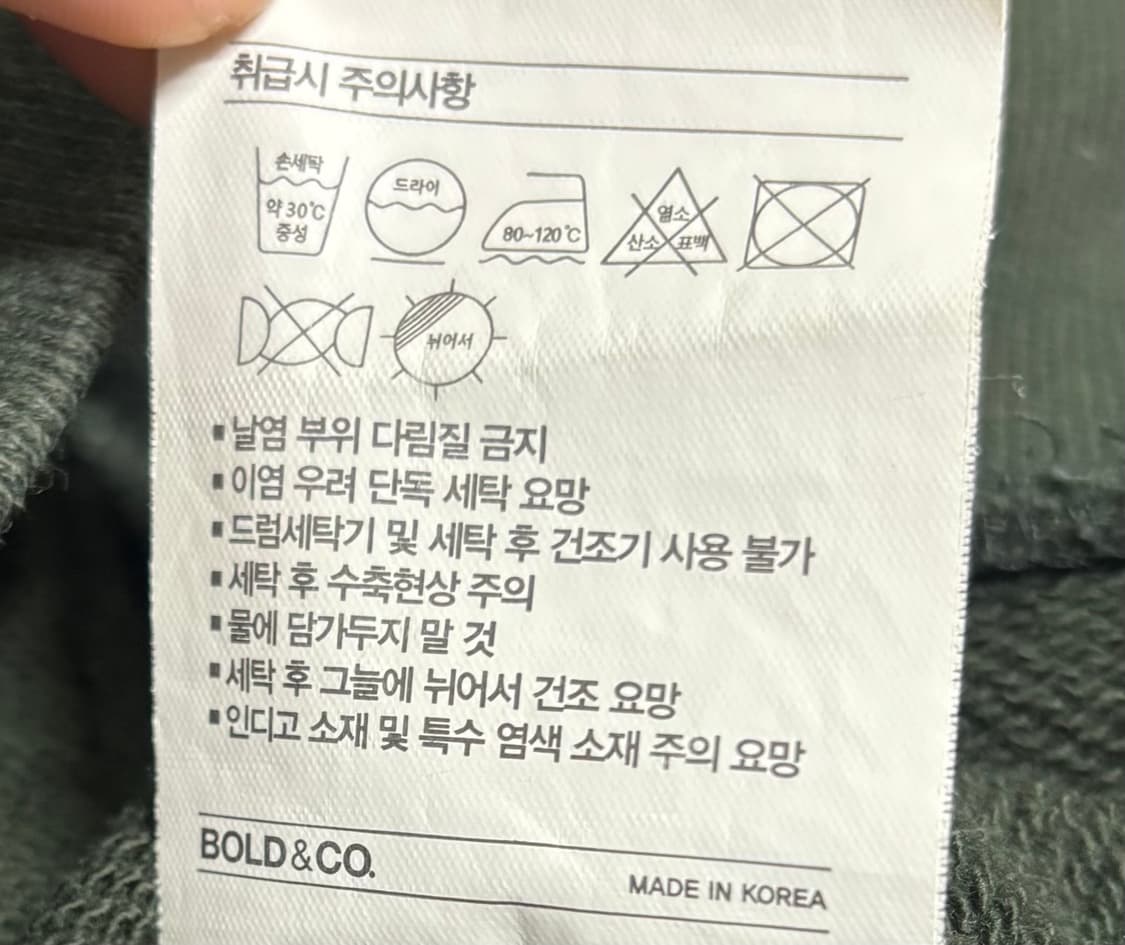 취급시 주의사항
손세탁
약 30℃
중성
드라이
80~120℃
염소
산소 표백
뉘어서
▪날염 부위 다림질 금지
▪이염 우려 단독 세탁 요망
▪드럼세탁기 및 세탁 후 건조기 사용 불가
▪세탁 후 수축현상 주의
▪물에 담가두지 말 것
▪세탁 후 그늘에 뉘어서 건조 요망
▪인디고 소재 및 특수 염색 소재 주의 요망
BOLD&CO.
MADE IN KOREA